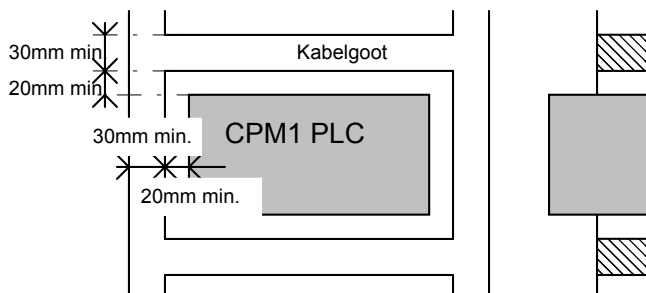 30mm min
Kabelgoot
20mm min
30mm min.
CPM1 PLC
20mm min.